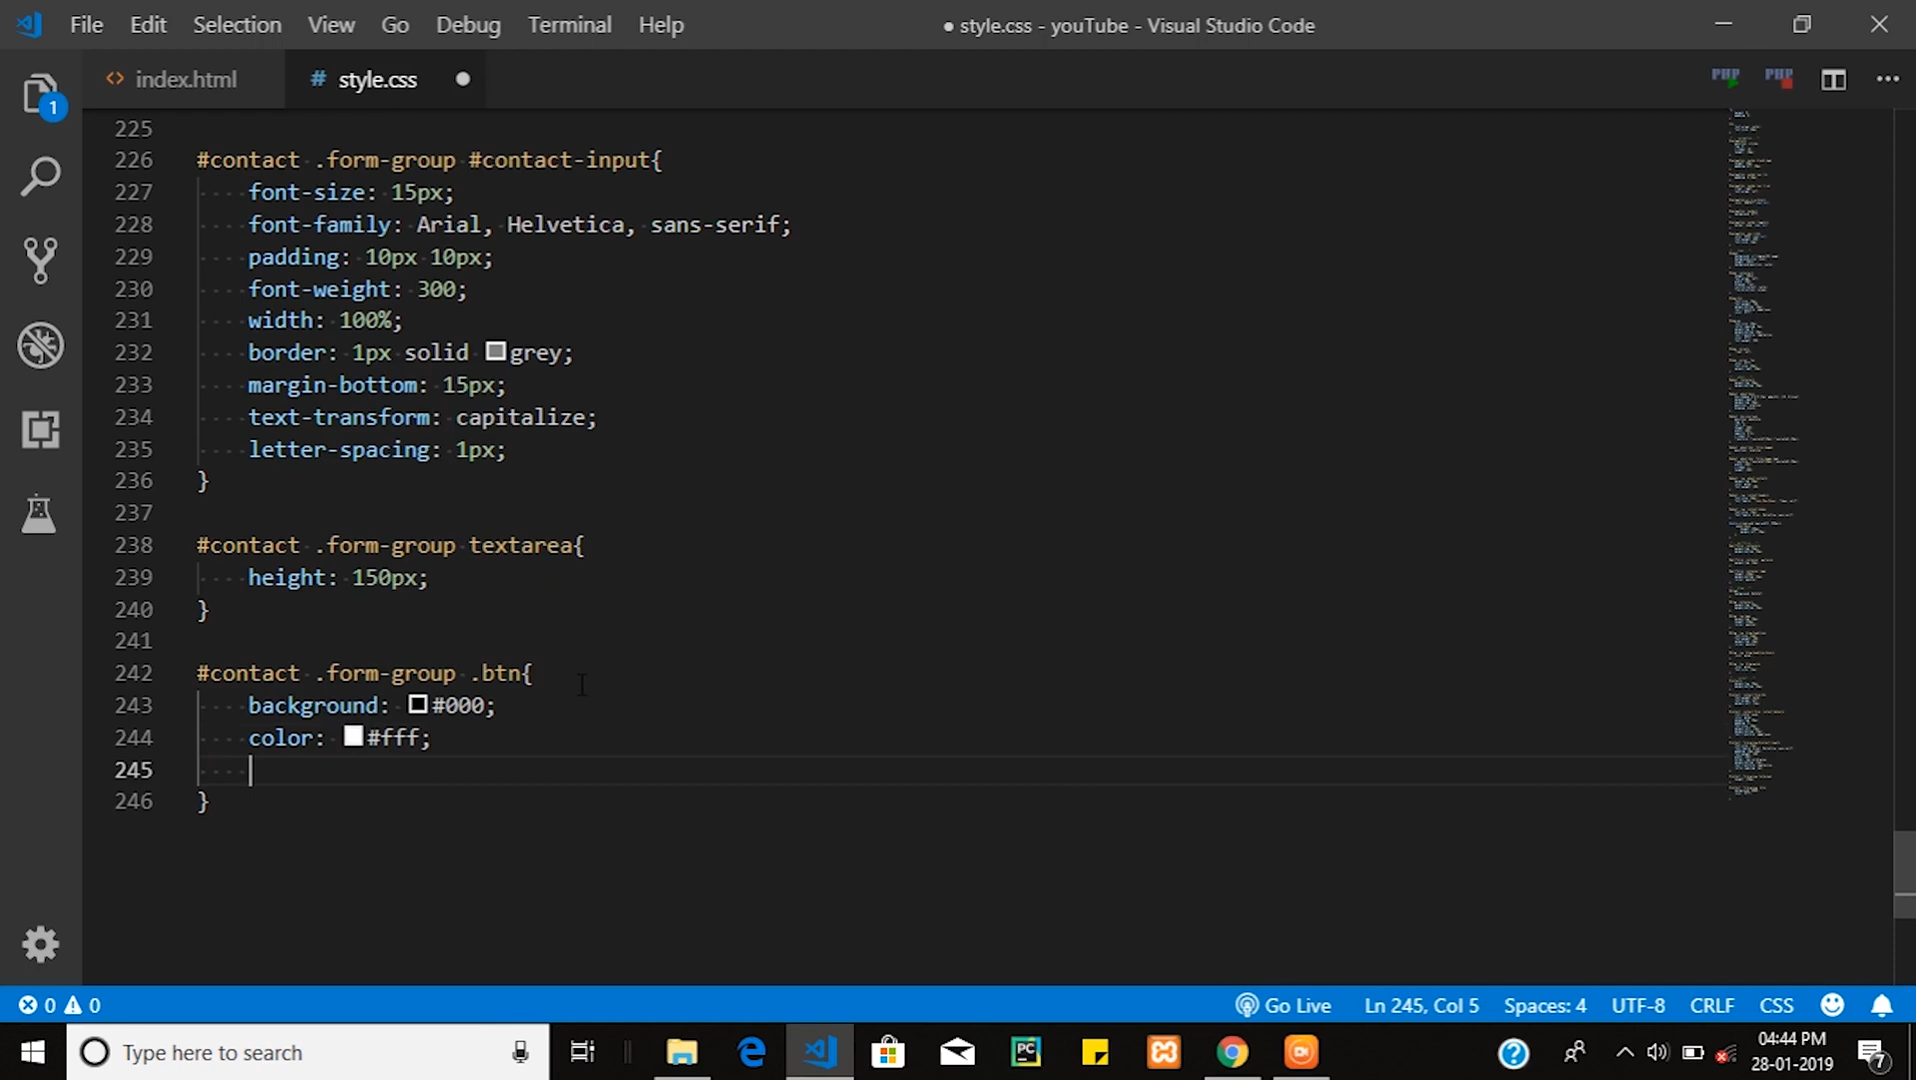 File Edit Selection View Go Debug Terminal Help
● style.css - youTube - Visual Studio Code
<> index.html
# style.css ●
PHP PHP
1
225
226 #contact .form-group #contact-input{
227 font-size: 15px;
228 font-family: Arial, Helvetica, sans-serif;
229 padding: 10px 10px;
230 font-weight: 300;
231 width: 100%;
232 border: 1px solid grey;
233 margin-bottom: 15px;
234 text-transform: capitalize;
235 letter-spacing: 1px;
236 }
237
238 #contact .form-group textarea{
239 height: 150px;
240 }
241
242 #contact .form-group .btn{
243 background: #000;
244 color: #fff;
245
246 }
0 0 Go Live Ln 245, Col 5 Spaces: 4 UTF-8 CRLF CSS
Type here to search
PC
04:44 PM
28-01-2019
7